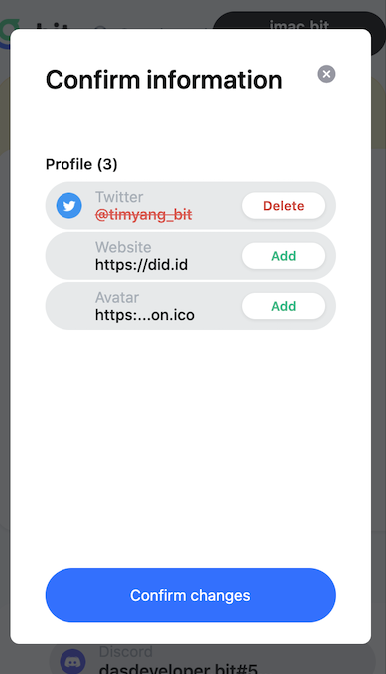 bit
imac.bit
Confirm information
Profile (3)
Twitter
@timyang_bit
Delete
Website
https://did.id
Add
Avatar
https:...on.ico
Add
Confirm changes
Discord
dasdeveloper.bit#5